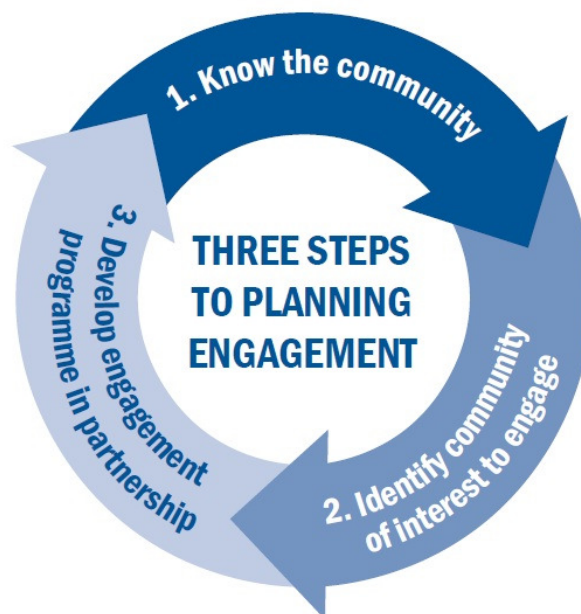 THREE STEPS
TO PLANNING
ENGAGEMENT
1. Know the community
2. Identify community
of interest to engage
3. Develop engagement
programme in partnership